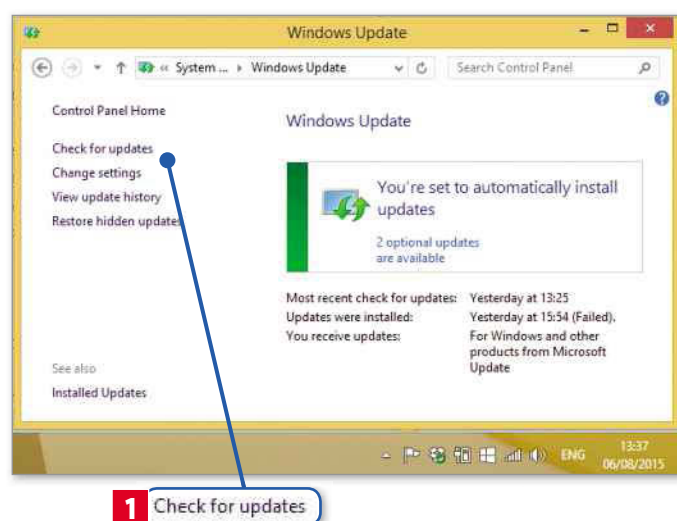 Windows Update
« System ... ▸ Windows Update
Search Control Panel
Control Panel Home
Check for updates
Change settings
View update history
Restore hidden updates
See also
Installed Updates
Windows Update
You're set to automatically install
updates
2 optional updates
are available
Most recent check for updates: Yesterday at 13:25
Updates were installed: Yesterday at 15:54 (Failed).
You receive updates: For Windows and other
products from Microsoft
Update
ENG
13:37
06/08/2015
1 Check for updates